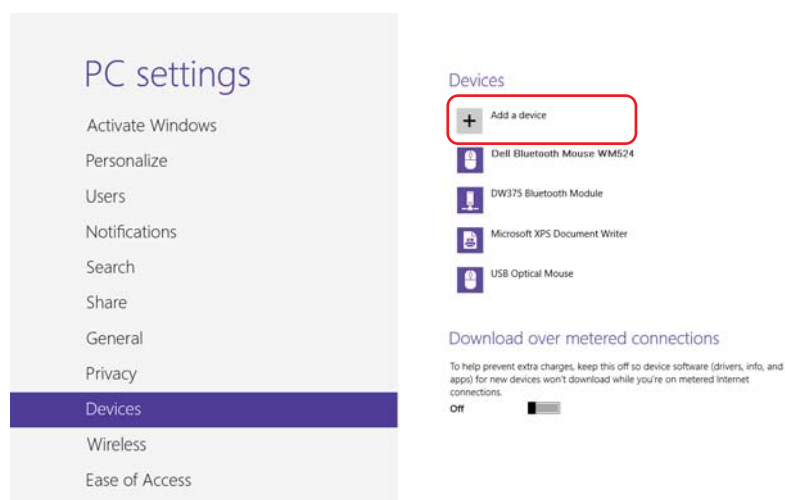 PC settings
Activate Windows
Personalize
Users
Notifications
Search
Share
General
Privacy
Devices
Wireless
Ease of Access
Devices
Add a device
Dell Bluetooth Mouse WM524
DW375 Bluetooth Module
Microsoft XPS Document Writer
USB Optical Mouse
Download over metered connections
To help prevent extra charges, keep this off so device software (drivers, info, and
apps) for new devices won't download while you're on metered Internet
connections.
Off